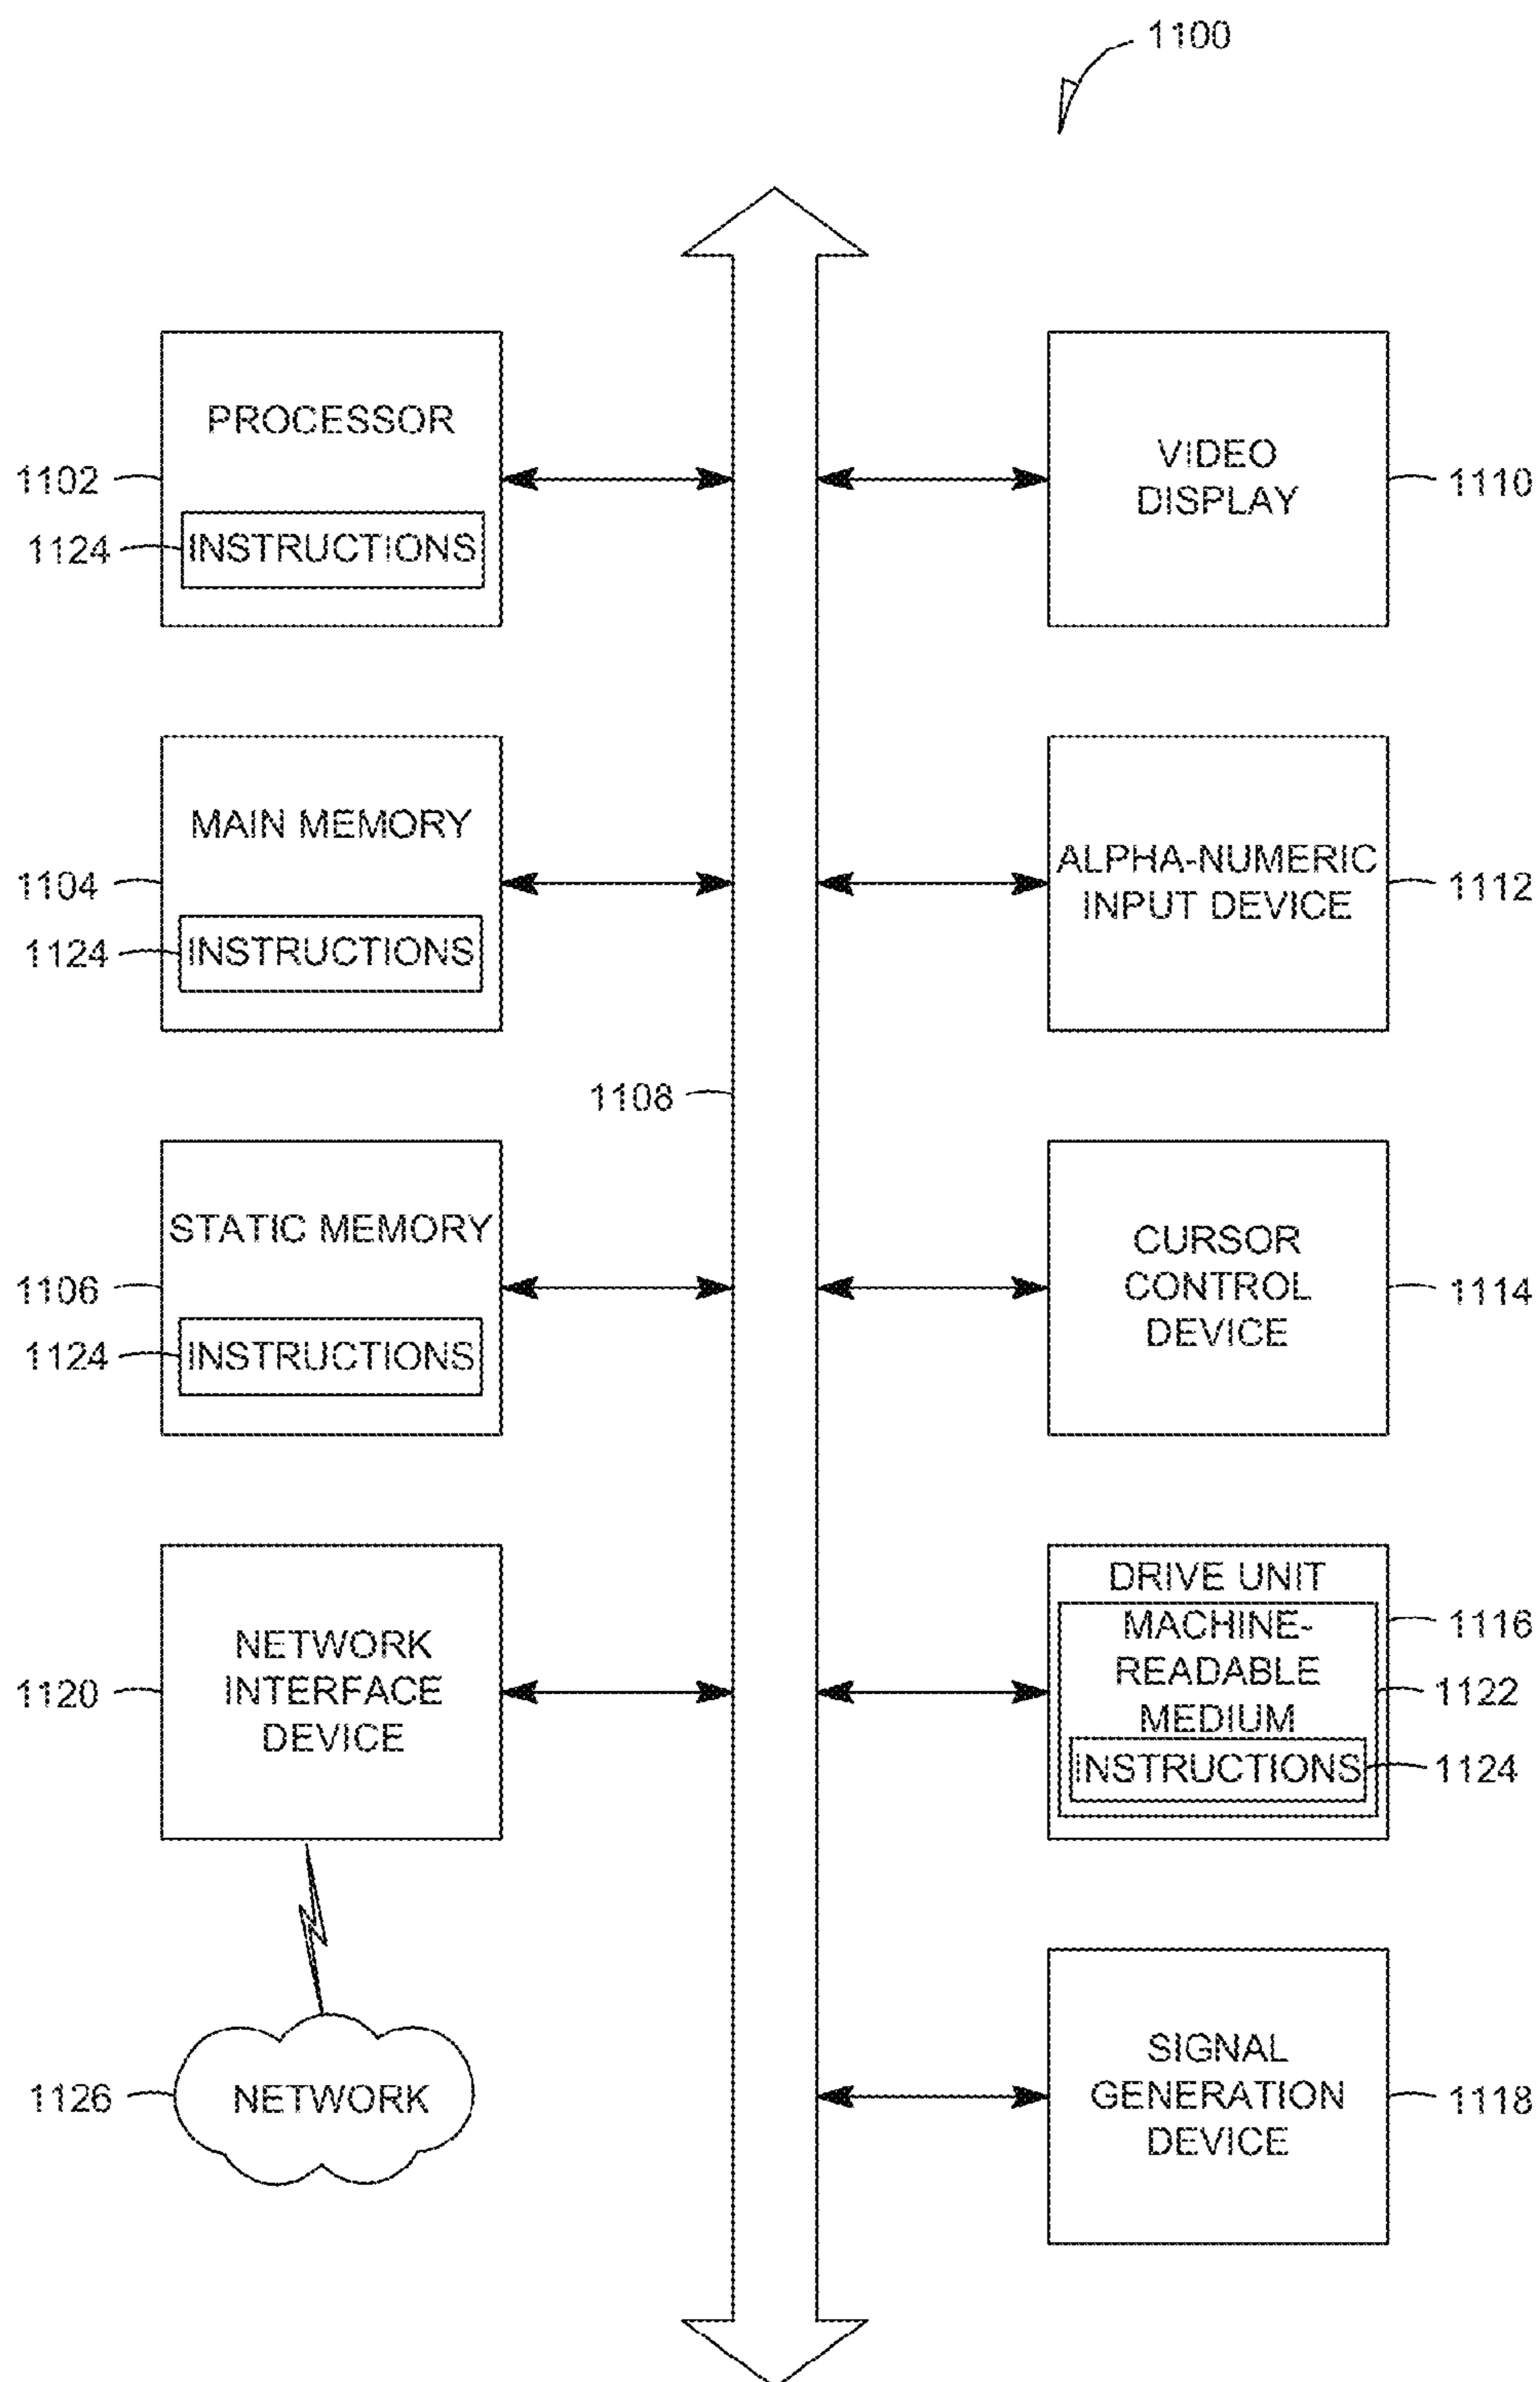 1100
PROCESSOR
1102
1124
INSTRUCTIONS
VIDEO
DISPLAY
1110
MAIN MEMORY
1104
1124
INSTRUCTIONS
ALPHA-NUMERIC
INPUT DEVICE
1112
1108
STATIC MEMORY
1106
1124
INSTRUCTIONS
CURSOR
CONTROL
DEVICE
1114
NETWORK
INTERFACE
DEVICE
1120
DRIVE UNIT
1116
MACHINE-
READABLE
MEDIUM
1122
INSTRUCTIONS
1124
1126
NETWORK
SIGNAL
GENERATION
DEVICE
1118